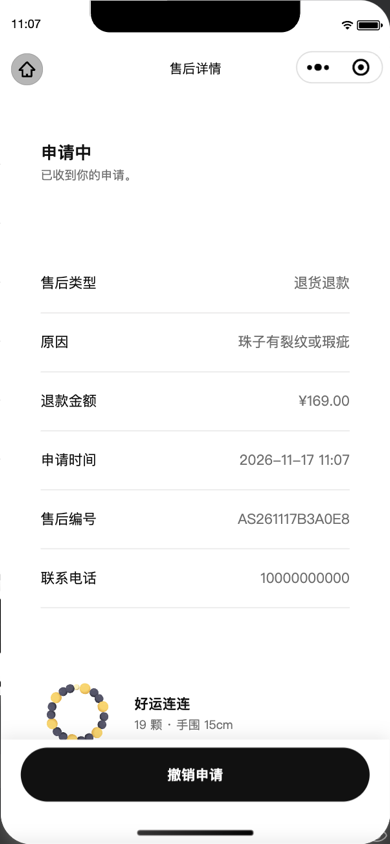 11:07
售后详情
申请中
已收到你的申请。
售后类型 退货退款
原因 珠子有裂纹或瑕疵
退款金额 ¥169.00
申请时间 2026-11-17 11:07
售后编号 AS261117B3A0E8
联系电话 10000000000
好运连连
19 颗 · 手围 15cm
撤销申请